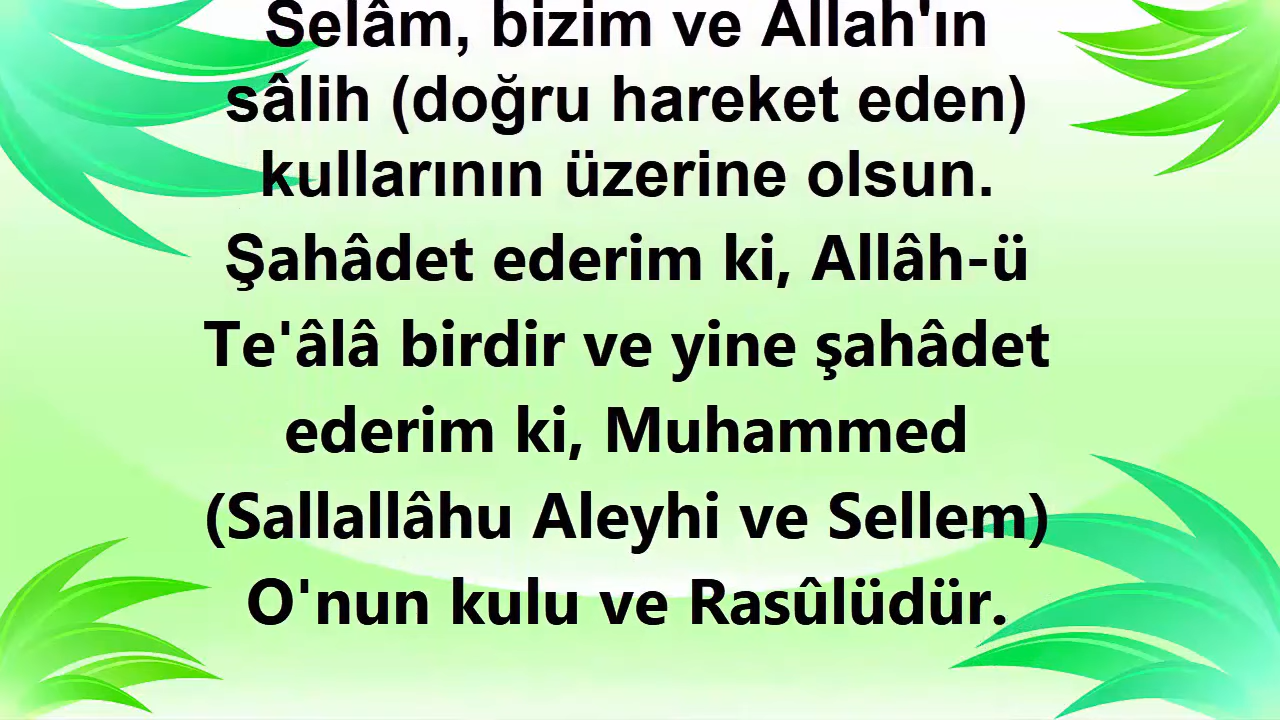 Selâm, bizim ve Allah'ın
sâlih (doğru hareket eden)
kullarının üzerine olsun.
Şahâdet ederim ki, Allâh-ü
Te'âlâ birdir ve yine şahâdet
ederim ki, Muhammed
(Sallallâhu Aleyhi ve Sellem)
O'nun kulu ve Rasûlüdür.